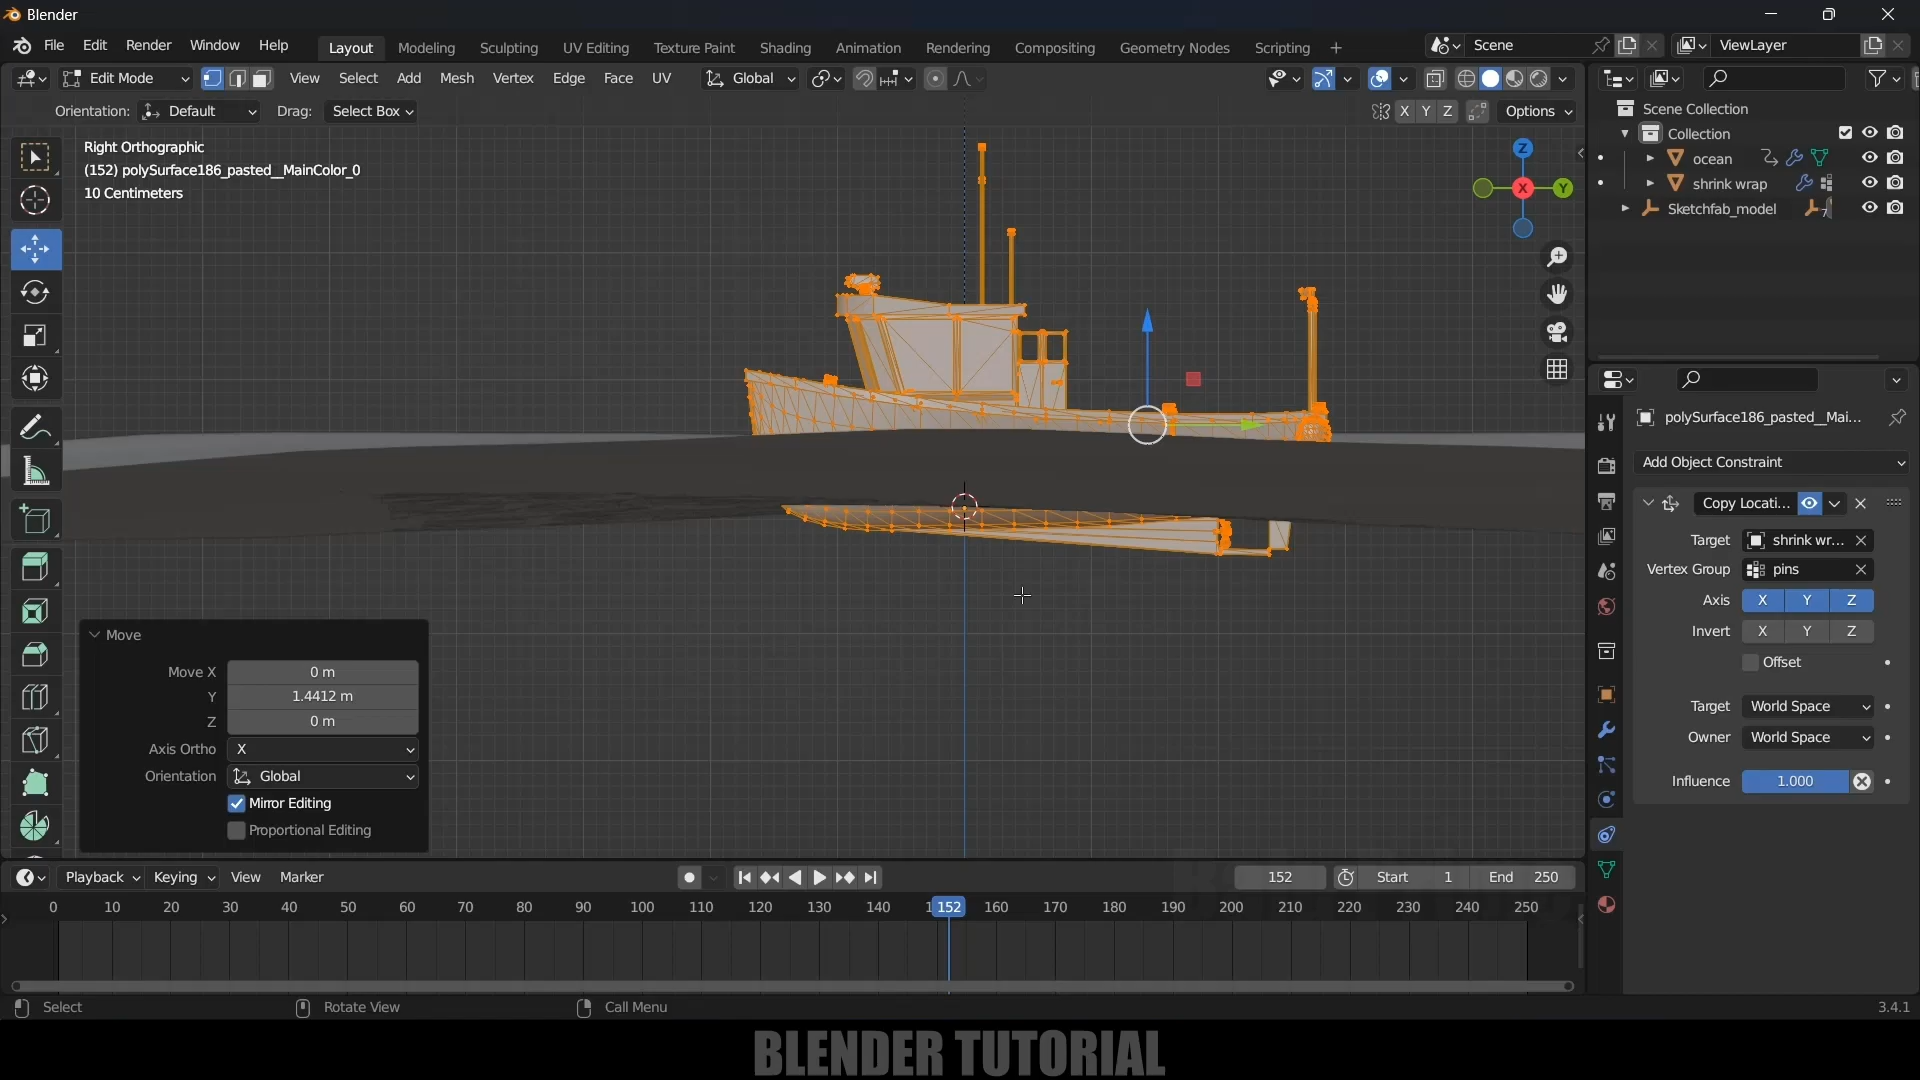 Blender
File Edit Render Window Help
Layout Modeling Sculpting UV Editing Texture Paint Shading Animation Rendering Compositing Geometry Nodes Scripting +
Scene
ViewLayer
Edit Mode
View Select Add Mesh Vertex Edge Face UV
Global
Orientation: Default Drag: Select Box
X Y Z
Options
Right Orthographic
(152) polySurface186_pasted__MainColor_0
10 Centimeters
Z
X
Y
Scene Collection
Collection
ocean
shrink wrap
Sketchfab_model
polySurface186_pasted__Mai...
Add Object Constraint
Copy Locati...
Target shrink wr...
Vertex Group pins
Axis X Y Z
Invert X Y Z
Offset
Target World Space
Owner World Space
Influence 1.000
Move
Move X 0 m
Y 1.4412 m
Z 0 m
Axis Ortho X
Orientation Global
Mirror Editing
Proportional Editing
Playback Keying View Marker
152
Start 1
End 250
0 10 20 30 40 50 60 70 80 90 100 110 120 130 140 152 160 170 180 190 200 210 220 230 240 250
Select
Rotate View
Call Menu
3.4.1
BLENDER TUTORIAL